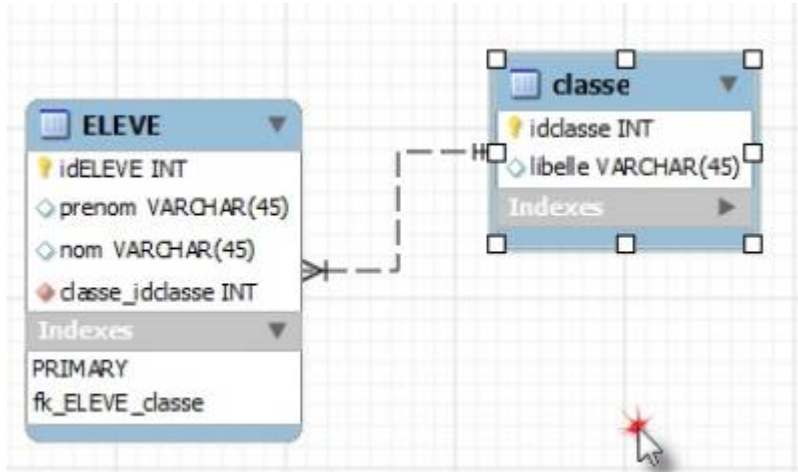 ELEVE
idELEVE INT
prenom VARCHAR(45)
nom VARCHAR(45)
classe_idclasse INT
Indexes
PRIMARY
fk_ELEVE_classe
classe
idclasse INT
libelle VARCHAR(45)
Indexes